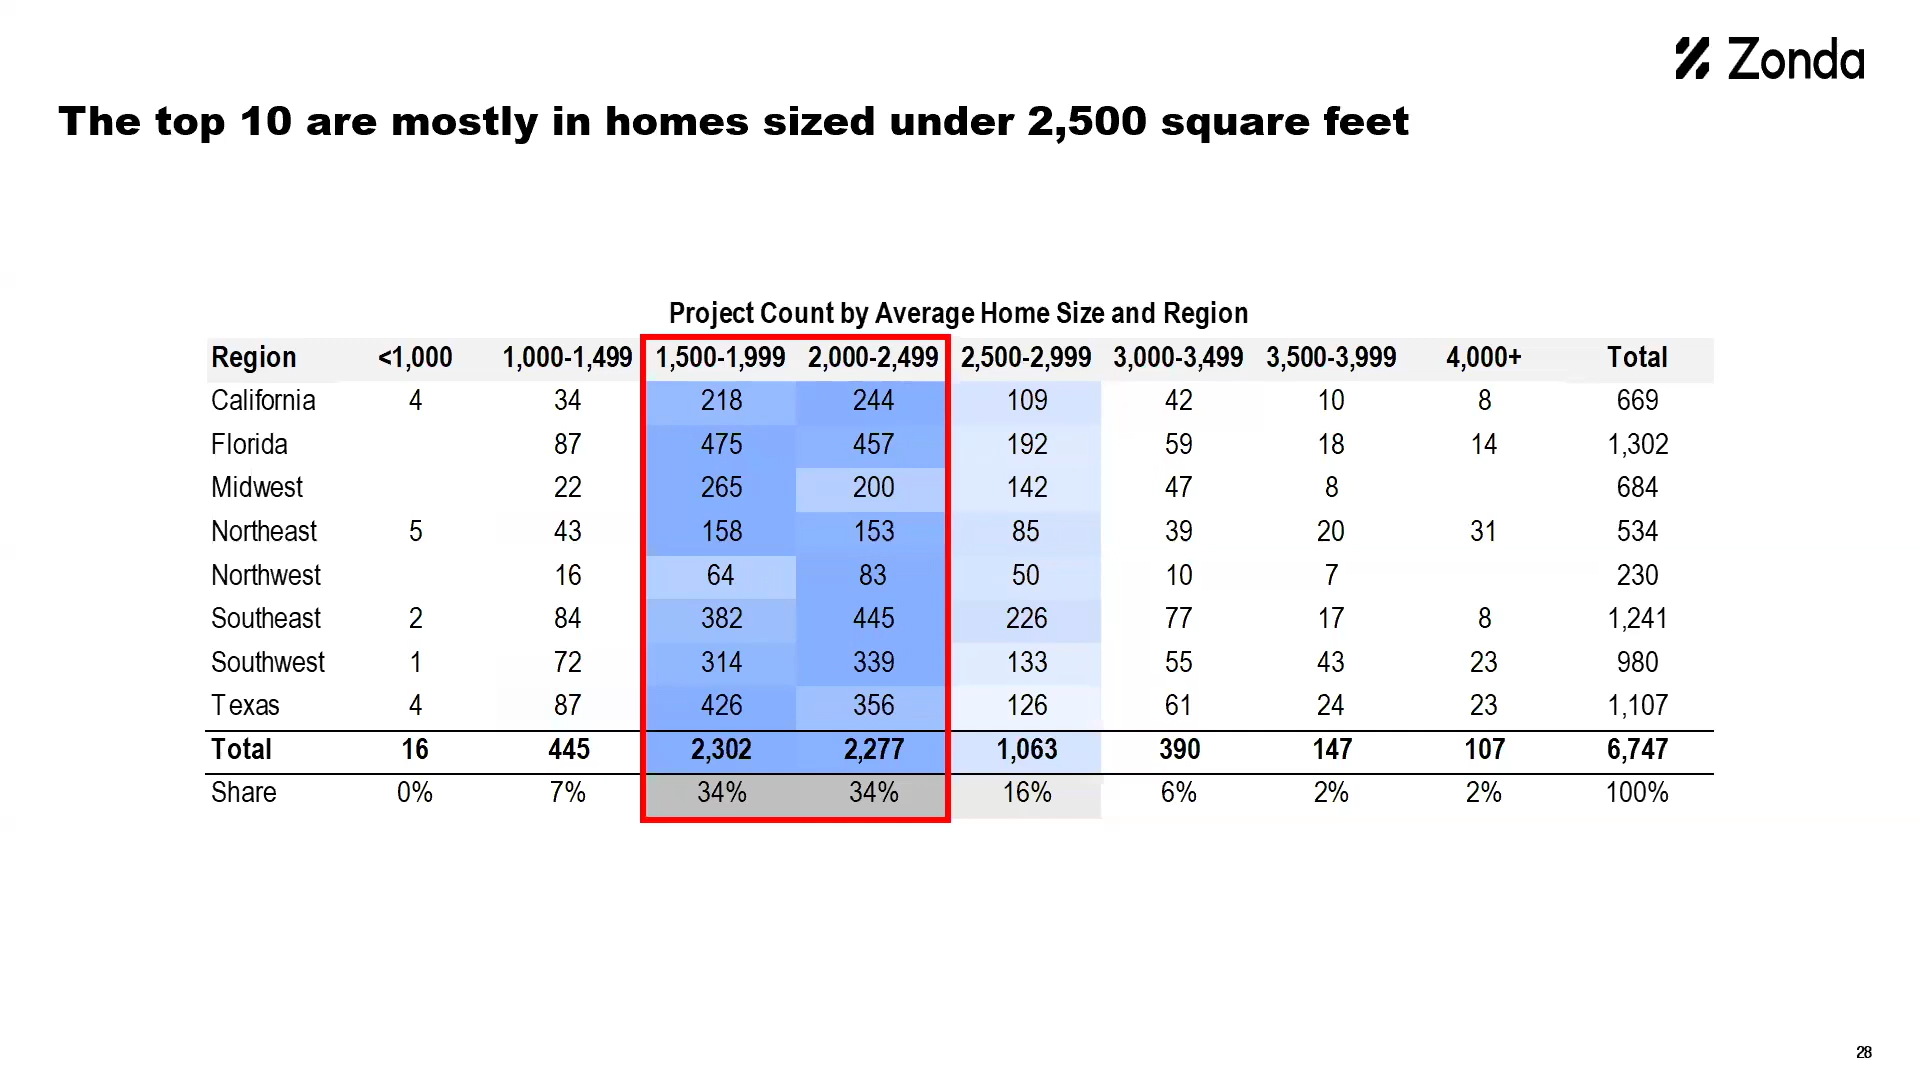 Zonda
The top 10 are mostly in homes sized under 2,500 square feet
Project Count by Average Home Size and Region
Region <1,000 1,000-1,499 1,500-1,999 2,000-2,499 2,500-2,999 3,000-3,499 3,500-3,999 4,000+ Total
California 4 34 218 244 109 42 10 8 669
Florida 87 475 457 192 59 18 14 1,302
Midwest 22 265 200 142 47 8 684
Northeast 5 43 158 153 85 39 20 31 534
Northwest 16 64 83 50 10 7 230
Southeast 2 84 382 445 226 77 17 8 1,241
Southwest 1 72 314 339 133 55 43 23 980
Texas 4 87 426 356 126 61 24 23 1,107
Total 16 445 2,302 2,277 1,063 390 147 107 6,747
Share 0% 7% 34% 34% 16% 6% 2% 2% 100%
28